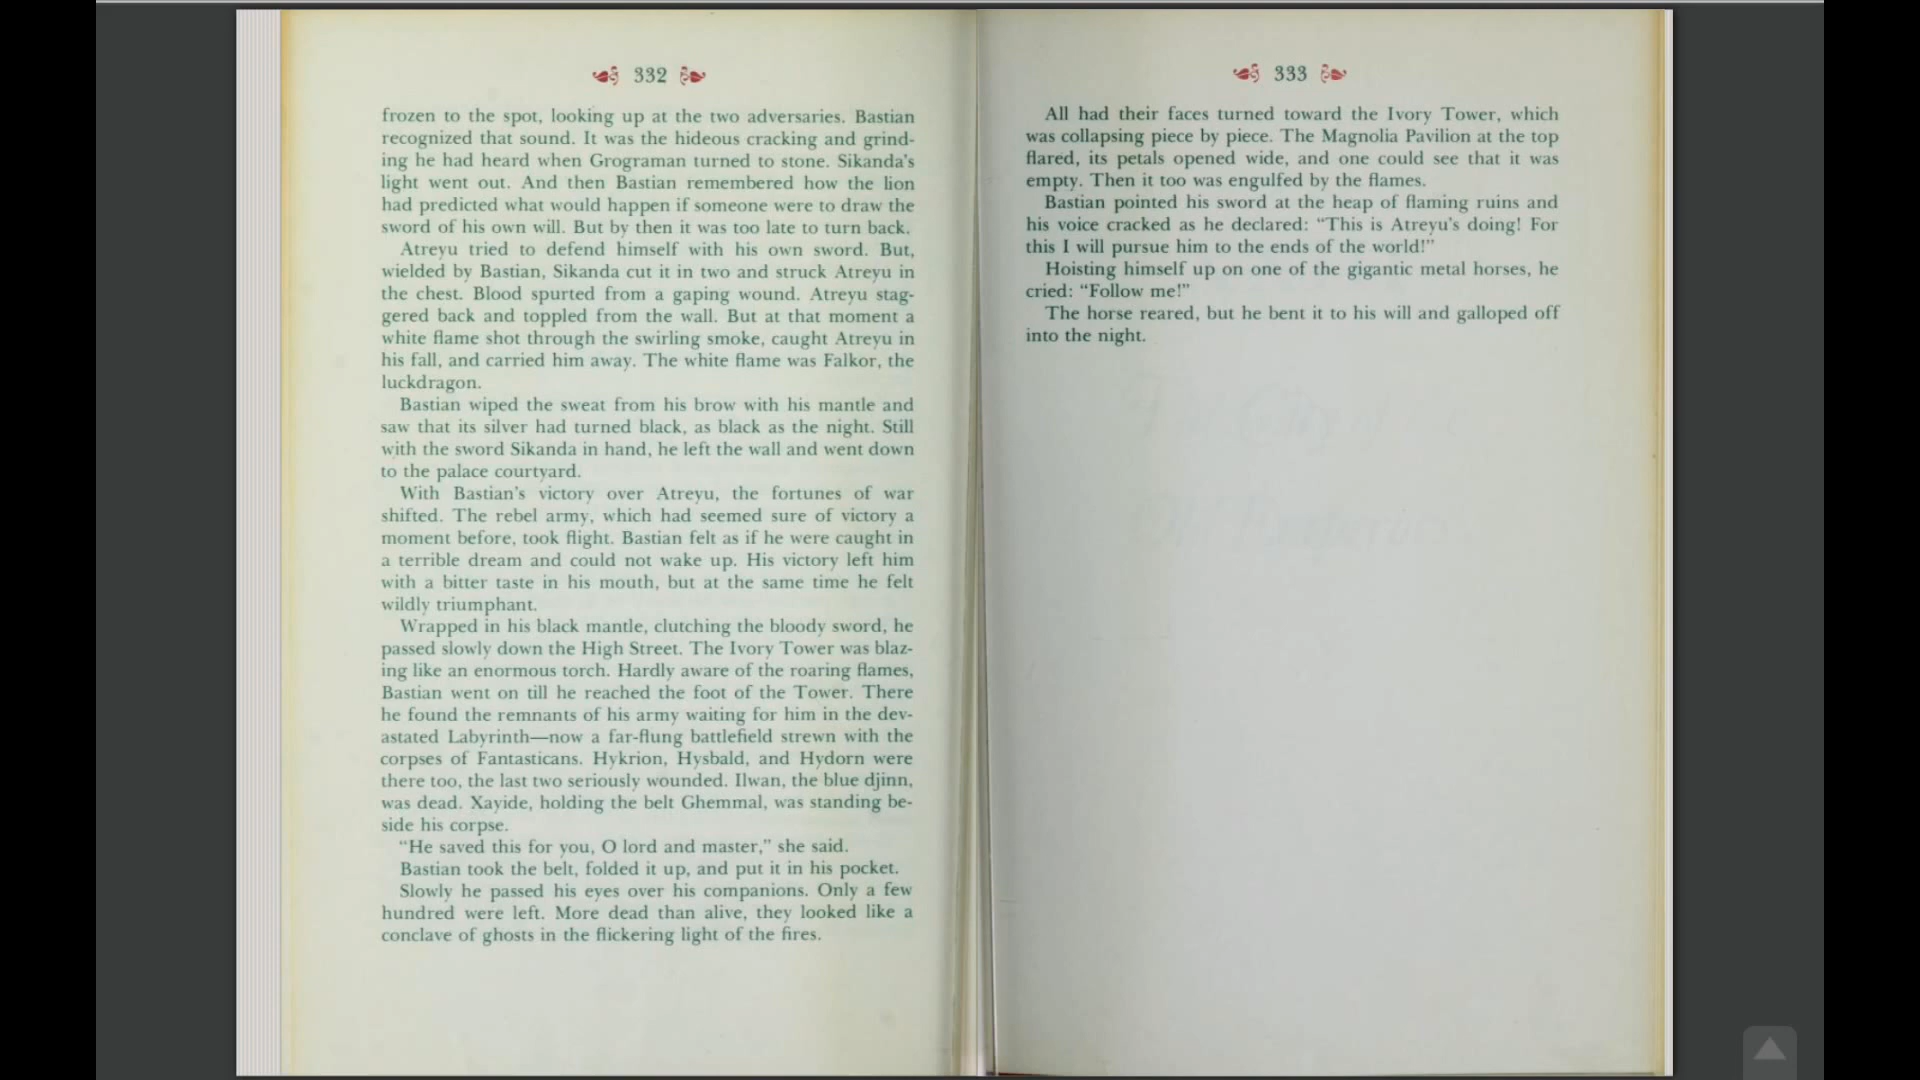 332
frozen to the spot, looking up at the two adversaries. Bastian
recognized that sound. It was the hideous cracking and grind-
ing he had heard when Grograman turned to stone. Sikanda's
light went out. And then Bastian remembered how the lion
had predicted what would happen if someone were to draw the
sword of his own will. But by then it was too late to turn back.
Atreyu tried to defend himself with his own sword. But,
wielded by Bastian, Sikanda cut it in two and struck Atreyu in
the chest. Blood spurted from a gaping wound. Atreyu stag-
gered back and toppled from the wall. But at that moment a
white flame shot through the swirling smoke, caught Atreyu in
his fall, and carried him away. The white flame was Falkor, the
luckdragon.
Bastian wiped the sweat from his brow with his mantle and
saw that its silver had turned black, as black as the night. Still
with the sword Sikanda in hand, he left the wall and went down
to the palace courtyard.
With Bastian's victory over Atreyu, the fortunes of war
shifted. The rebel army, which had seemed sure of victory a
moment before, took flight. Bastian felt as if he were caught in
a terrible dream and could not wake up. His victory left him
with a bitter taste in his mouth, but at the same time he felt
wildly triumphant.
Wrapped in his black mantle, clutching the bloody sword, he
passed slowly down the High Street. The Ivory Tower was blaz-
ing like an enormous torch. Hardly aware of the roaring flames,
Bastian went on till he reached the foot of the Tower. There
he found the remnants of his army waiting for him in the dev-
astated Labyrinth—now a far-flung battlefield strewn with the
corpses of Fantasticans. Hykrion, Hysbald, and Hydorn were
there too, the last two seriously wounded. Ilwan, the blue djinn,
was dead. Xayide, holding the belt Ghemmal, was standing be-
side his corpse.
“He saved this for you, O lord and master,” she said.
Bastian took the belt, folded it up, and put it in his pocket.
Slowly he passed his eyes over his companions. Only a few
hundred were left. More dead than alive, they looked like a
conclave of ghosts in the flickering light of the fires.
333
All had their faces turned toward the Ivory Tower, which
was collapsing piece by piece. The Magnolia Pavilion at the top
flared, its petals opened wide, and one could see that it was
empty. Then it too was engulfed by the flames.
Bastian pointed his sword at the heap of flaming ruins and
his voice cracked as he declared: “This is Atreyu's doing! For
this I will pursue him to the ends of the world!”
Hoisting himself up on one of the gigantic metal horses, he
cried: “Follow me!”
The horse reared, but he bent it to his will and galloped off
into the night.